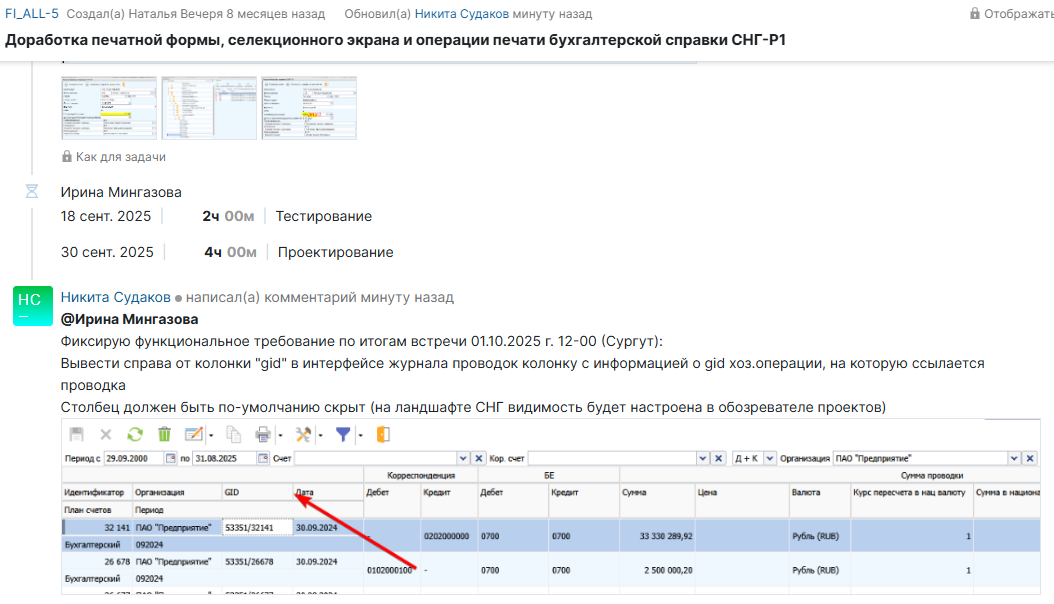 FI_ALL-5 Создал(а) Наталья Вечеря 8 месяцев назад Обновил(а) Никита Судаков минуту назад Отображать
Доработка печатной формы, селекционного экрана и операции печати бухгалтерской справки СНГ-Р1
Как для задачи
Ирина Мингазова
18 сент. 2025 2ч 00м Тестирование
30 сент. 2025 4ч 00м Проектирование
НС
Никита Судаков написал(а) комментарий минуту назад
@Ирина Мингазова
Фиксирую функциональное требование по итогам встречи 01.10.2025 г. 12-00 (Сургут):
Вывести справа от колонки "gid" в интерфейсе журнала проводок колонку с информацией о gid хоз.операции, на которую ссылается
проводка
Столбец должен быть по-умолчанию скрыт (на ландшафте СНГ видимость будет настроена в обозревателе проектов)
Период с 29.09.2000 по 31.08.2025 Счет Кор. счет Д + К Организация ПАО "Предприятие"
Корреспонденция БЕ Сумма проводки
Идентификатор Организация GID Дата Дебет Кредит Дебет Кредит Сумма Цена Валюта Курс пересчета в нац валюту Сумма в национа
План счетов Период
32 141 ПАО "Предприятие" 53351/32141 30.09.2024 - 0202000000 0700 0700 33 330 289,92 Рубль (RUB) 1
Бухгалтерский 092024
26 678 ПАО "Предприятие" 53351/26678 30.09.2024 0102000100 - 0700 0700 2 500 000,20 Рубль (RUB) 1
Бухгалтерский 092024